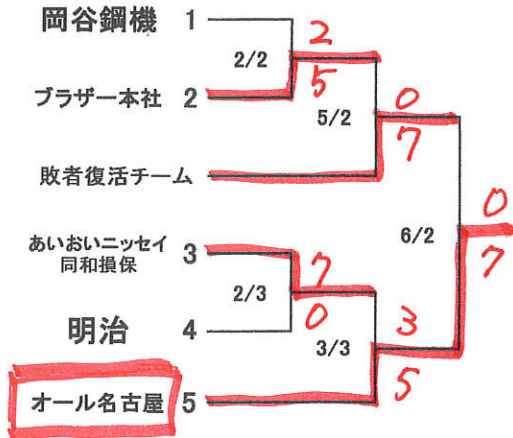 岡谷鋼機 1
2/2
2
5
ブラザー本社 2
5/2
0
7
敗者復活チーム
6/2
0
7
あいおいニッセイ
同和損保
3
2/3
7
0
明治 4
3/3
3
5
オール名古屋 5